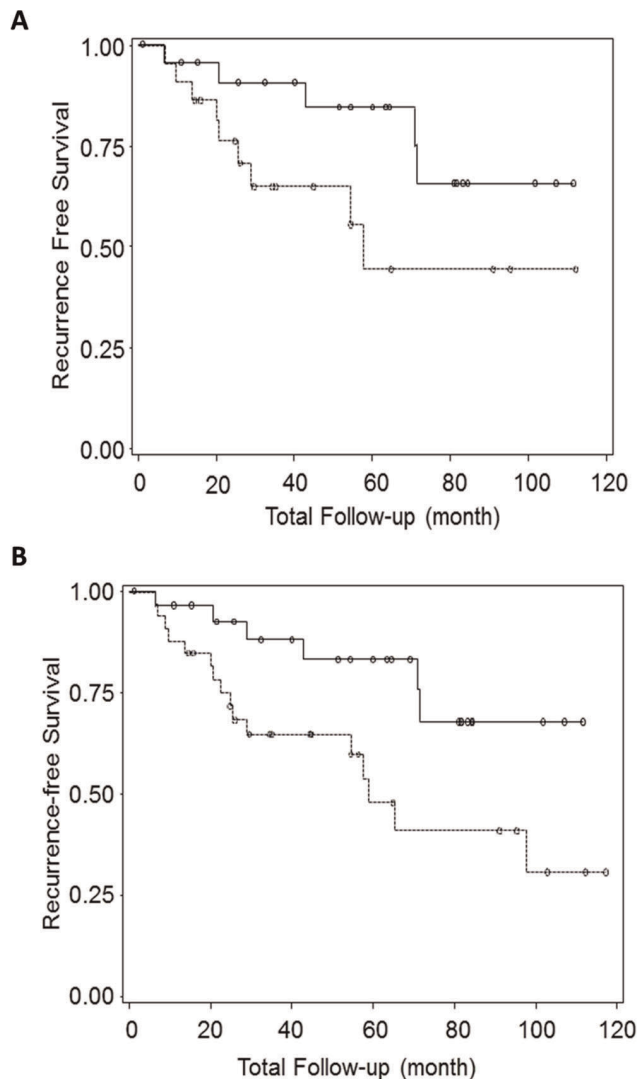 A
1.00
0.75
0.50
0.25
0.00
Recurrence Free Survival
0 20 40 60 80 100 120
Total Follow-up (month)
B
1.00
0.75
0.50
0.25
0.00
Recurrence-free Survival
0 20 40 60 80 100 120
Total Follow-up (month)